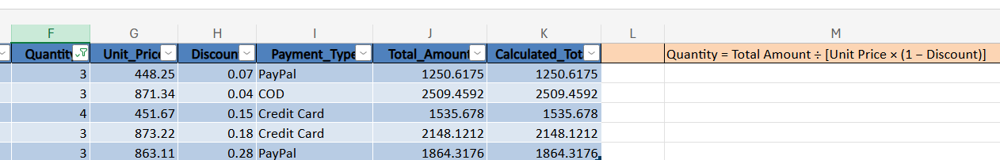 F G H I J K L M
Quantit Unit_Pric Discoun Payment_Type Total_Amount Calculated_Tot Quantity = Total Amount ÷ [Unit Price × (1 – Discount)]
3 448.25 0.07 PayPal 1250.6175 1250.6175
3 871.34 0.04 COD 2509.4592 2509.4592
4 451.67 0.15 Credit Card 1535.678 1535.678
3 873.22 0.18 Credit Card 2148.1212 2148.1212
3 863.11 0.28 PayPal 1864.3176 1864.3176